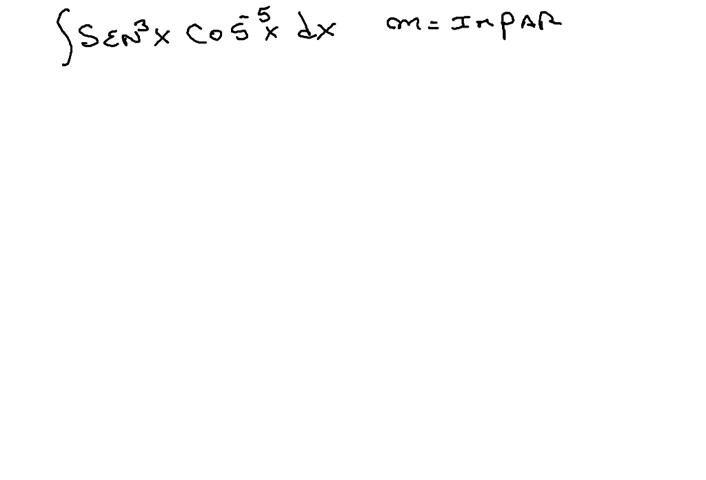 ∫ SEN³x COS⁻⁵x dx m = ImPAR